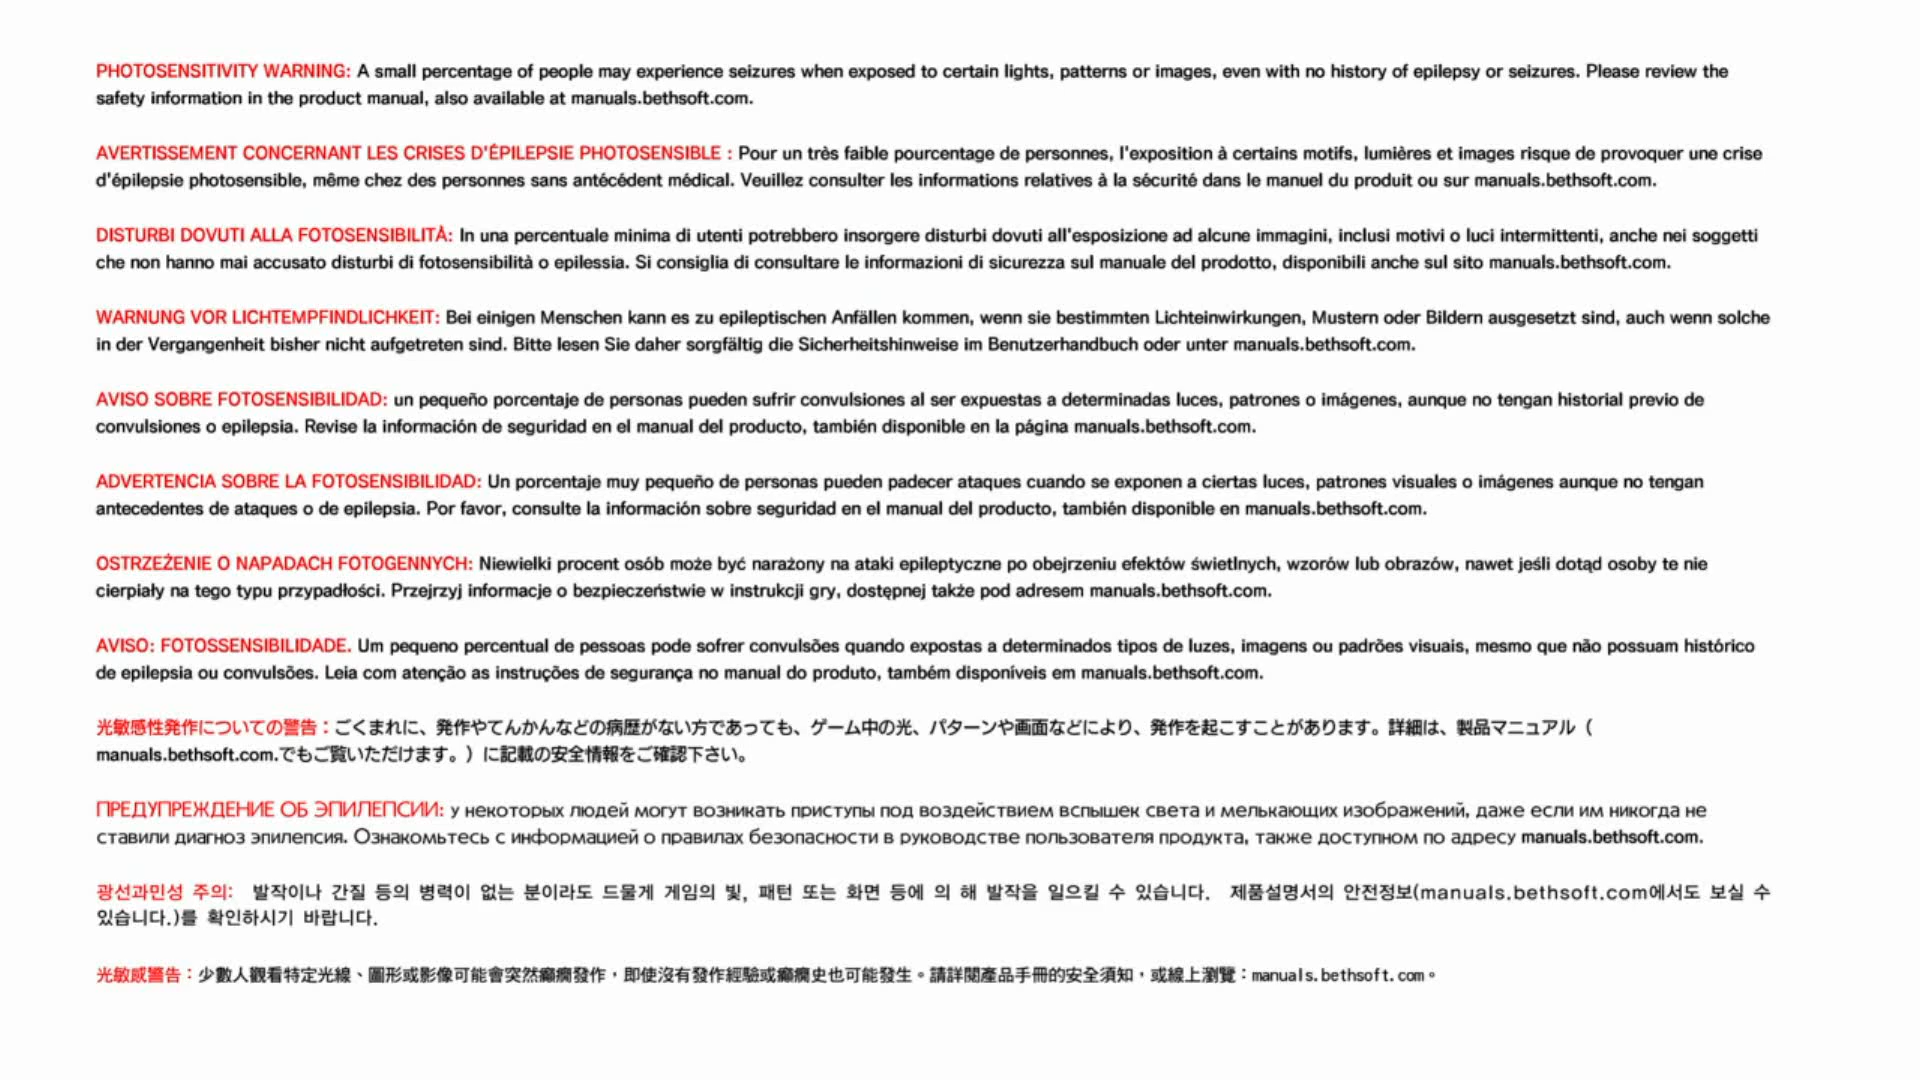 PHOTOSENSITIVITY WARNING: A small percentage of people may experience seizures when exposed to certain lights, patterns or images, even with no history of epilepsy or seizures. Please review the
safety information in the product manual, also available at manuals.bethsoft.com.
AVERTISSEMENT CONCERNANT LES CRISES D'ÉPILEPSIE PHOTOSENSIBLE : Pour un très faible pourcentage de personnes, l'exposition à certains motifs, lumières et images risque de provoquer une crise
d'épilepsie photosensible, même chez des personnes sans antécédent médical. Veuillez consulter les informations relatives à la sécurité dans le manuel du produit ou sur manuals.bethsoft.com.
DISTURBI DOVUTI ALLA FOTOSENSIBILITÀ: In una percentuale minima di utenti potrebbero insorgere disturbi dovuti all'esposizione ad alcune immagini, inclusi motivi o luci intermittenti, anche nei soggetti
che non hanno mai accusato disturbi di fotosensibilità o epilessia. Si consiglia di consultare le informazioni di sicurezza sul manuale del prodotto, disponibili anche sul sito manuals.bethsoft.com.
WARNUNG VOR LICHTEMPFINDLICHKEIT: Bei einigen Menschen kann es zu epileptischen Anfällen kommen, wenn sie bestimmten Lichteinwirkungen, Mustern oder Bildern ausgesetzt sind, auch wenn solche
in der Vergangenheit bisher nicht aufgetreten sind. Bitte lesen Sie daher sorgfältig die Sicherheitshinweise im Benutzerhandbuch oder unter manuals.bethsoft.com.
AVISO SOBRE FOTOSENSIBILIDAD: un pequeño porcentaje de personas pueden sufrir convulsiones al ser expuestas a determinadas luces, patrones o imágenes, aunque no tengan historial previo de
convulsiones o epilepsia. Revise la información de seguridad en el manual del producto, también disponible en la página manuals.bethsoft.com.
ADVERTENCIA SOBRE LA FOTOSENSIBILIDAD: Un porcentaje muy pequeño de personas pueden padecer ataques cuando se exponen a ciertas luces, patrones visuales o imágenes aunque no tengan
antecedentes de ataques o de epilepsia. Por favor, consulte la información sobre seguridad en el manual del producto, también disponible en manuals.bethsoft.com.
OSTRZEŻENIE O NAPADACH FOTOGENNYCH: Niewielki procent osób może być narażony na ataki epileptyczne po obejrzeniu efektów świetlnych, wzorów lub obrazów, nawet jeśli dotąd osoby te nie
cierpiały na tego typu przypadłości. Przejrzyj informacje o bezpieczeństwie w instrukcji gry, dostępnej także pod adresem manuals.bethsoft.com.
AVISO: FOTOSSENSIBILIDADE. Um pequeno percentual de pessoas pode sofrer convulsões quando expostas a determinados tipos de luzes, imagens ou padrões visuais, mesmo que não possuam histórico
de epilepsia ou convulsões. Leia com atenção as instruções de segurança no manual do produto, também disponíveis em manuals.bethsoft.com.
光敏感性発作についての警告：ごくまれに、発作やてんかんなどの病歴がない方であっても、ゲーム中の光、パターンや画面などにより、発作を起こすことがあります。詳細は、製品マニュアル（
manuals.bethsoft.com.でもご覧いただけます。）に記載の安全情報をご確認下さい。
ПРЕДУПРЕЖДЕНИЕ ОБ ЭПИЛЕПСИИ: у некоторых людей могут возникать приступы под воздействием вспышек света и мелькающих изображений, даже если им никогда не
ставили диагноз эпилепсия. Ознакомьтесь с информацией о правилах безопасности в руководстве пользователя продукта, также доступном по адресу manuals.bethsoft.com.
광선과민성 주의: 발작이나 간질 등의 병력이 없는 분이라도 드물게 게임의 빛, 패턴 또는 화면 등에 의 해 발작을 일으킬 수 있습니다. 제품설명서의 안전정보(manuals.bethsoft.com에서도 보실 수
있습니다.)를 확인하시기 바랍니다.
光敏感警告：少數人觀看特定光線、圖形或影像可能會突然癲癇發作，即使沒有發作經驗或癲癇史也可能發生。請詳閱產品手冊的安全須知，或線上瀏覽：manuals.bethsoft.com。